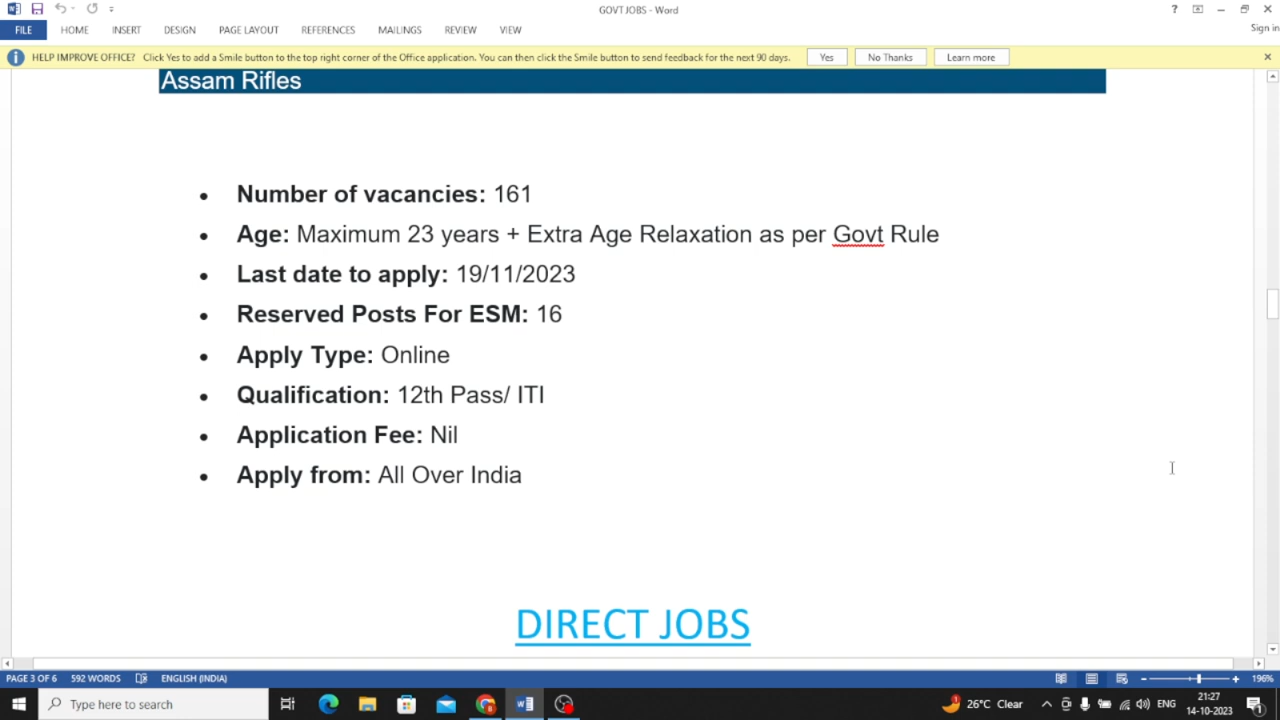 GOVT JOBS - Word
FILE HOME INSERT DESIGN PAGE LAYOUT REFERENCES MAILINGS REVIEW VIEW Sign in
HELP IMPROVE OFFICE? Click Yes to add a Smile button to the top right corner of the Office application. You can then click the Smile button to send feedback for the next 90 days. Yes No Thanks Learn more
Assam Rifles
• Number of vacancies: 161
• Age: Maximum 23 years + Extra Age Relaxation as per Govt Rule
• Last date to apply: 19/11/2023
• Reserved Posts For ESM: 16
• Apply Type: Online
• Qualification: 12th Pass/ ITI
• Application Fee: Nil
• Apply from: All Over India
DIRECT JOBS
PAGE 3 OF 6 592 WORDS ENGLISH (INDIA) 196%
Type here to search 26°C Clear ENG 21:27
14-10-2023